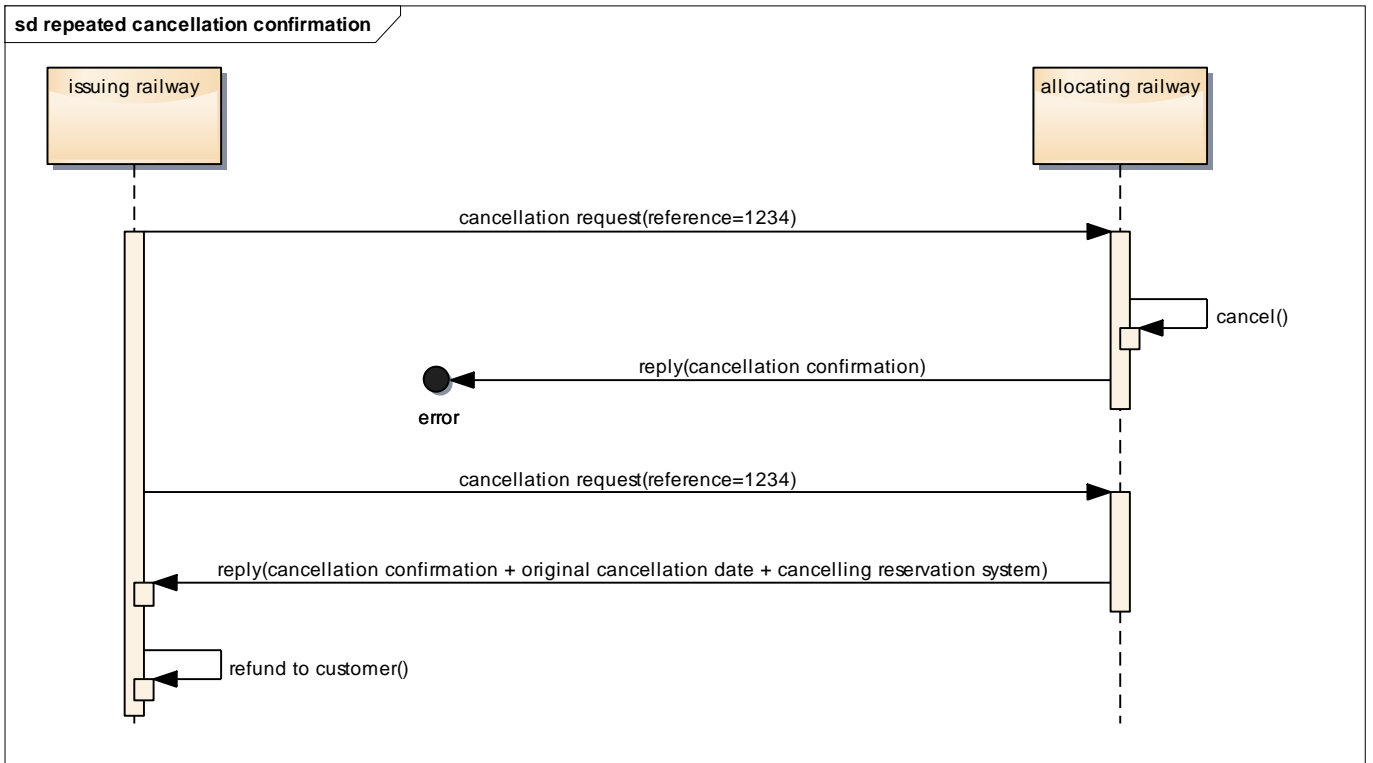 sd repeated cancellation confirmation
issuing railway
allocating railway
cancellation request(reference=1234)
cancel()
reply(cancellation confirmation)
error
cancellation request(reference=1234)
reply(cancellation confirmation + original cancellation date + cancelling reservation system)
refund to customer()